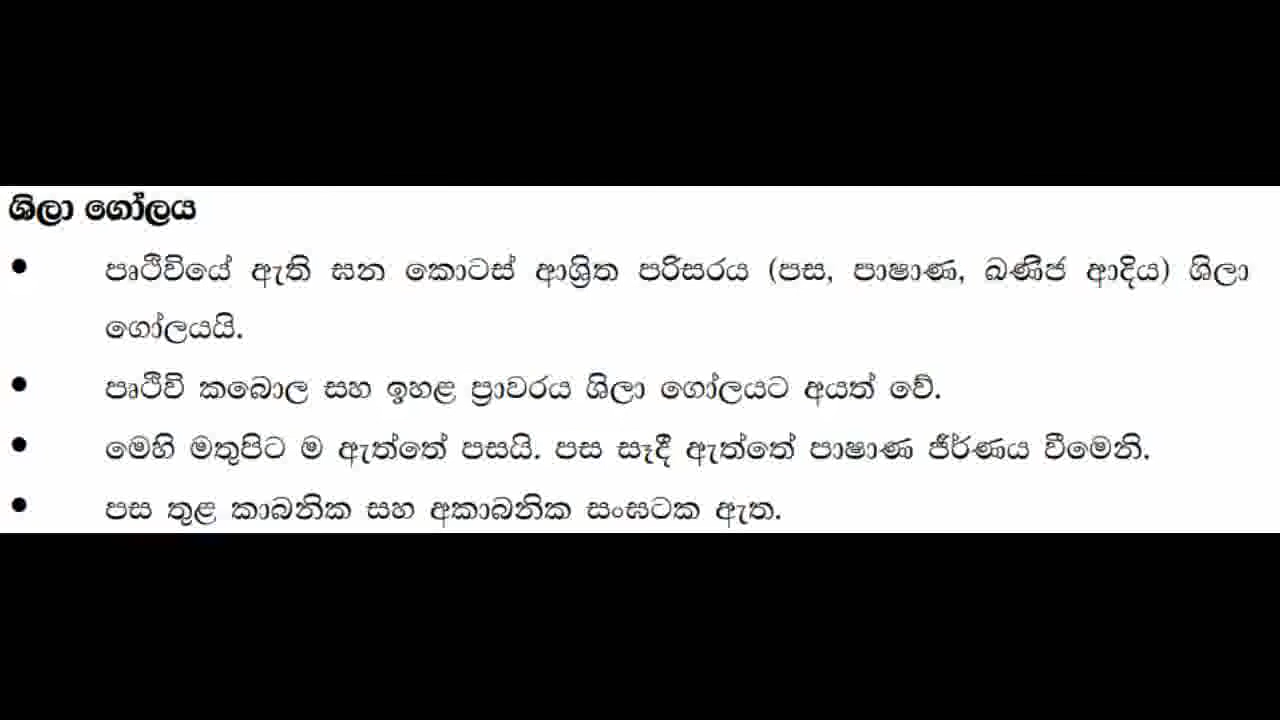 ශිලා ගෝලය
● පෘථිවියේ ඇති ඝන කොටස් ආශ්‍රිත පරිසරය (පස, පාෂාණ, ඛණිජ ආදිය) ශිලා
ගෝලයයි.
● පෘථිවි කබොල සහ ඉහළ ප්‍රාවරය ශිලා ගෝලයට අයත් වේ.
● මෙහි මතුපිට ම ඇත්තේ පසයි. පස සෑදී ඇත්තේ පාෂාණ ජීර්ණය වීමෙනි.
● පස තුළ කාබනික සහ අකාබනික සංඝටක ඇත.